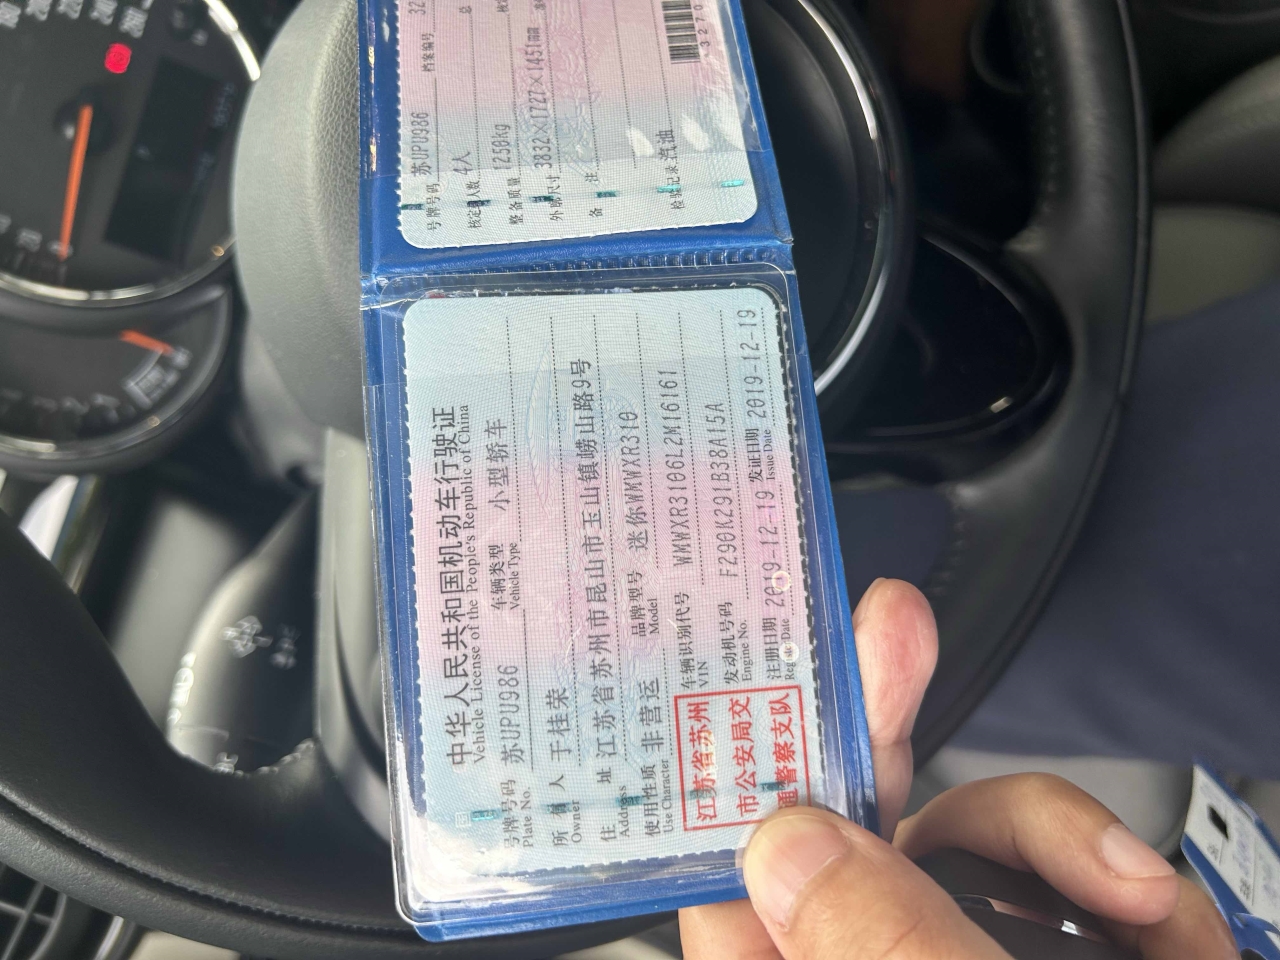 中华人民共和国机动车行驶证
Vehicle License of the People's Republic of China
号牌号码 苏UPU986 车辆类型 小型轿车
Plate No. Vehicle Type
所有人 于桂荣
Owner
住址 江苏省苏州市昆山市玉山镇崂山路9号
Address
使用性质 非营运 品牌型号 迷你WMWXR310
Use Character Model
车辆识别代号 WMWXR3106L2M16161
VIN
发动机号码 F290K291B38A15A
Engine No.
注册日期 2019-12-19 发证日期 2019-12-19
Register Date Issue Date
江苏省苏州
市公安局交
通警察支队
号牌号码 苏UPU986 档案编号 32
核定载人数 4人 总
整备质量 1250kg
外廓尺寸 3832×1727×1451mm
备注
检验记录 汽油